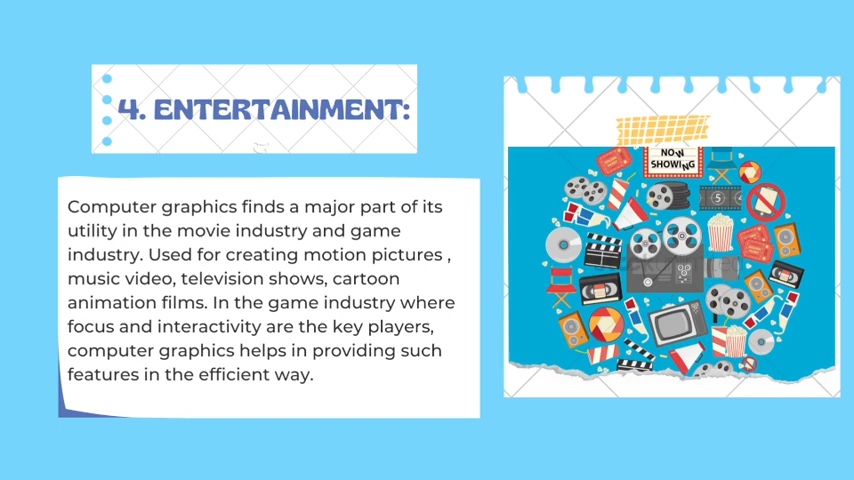 4. ENTERTAINMENT:
Computer graphics finds a major part of its
utility in the movie industry and game
industry. Used for creating motion pictures ,
music video, television shows, cartoon
animation films. In the game industry where
focus and interactivity are the key players,
computer graphics helps in providing such
features in the efficient way.
NOW
SHOWING
5